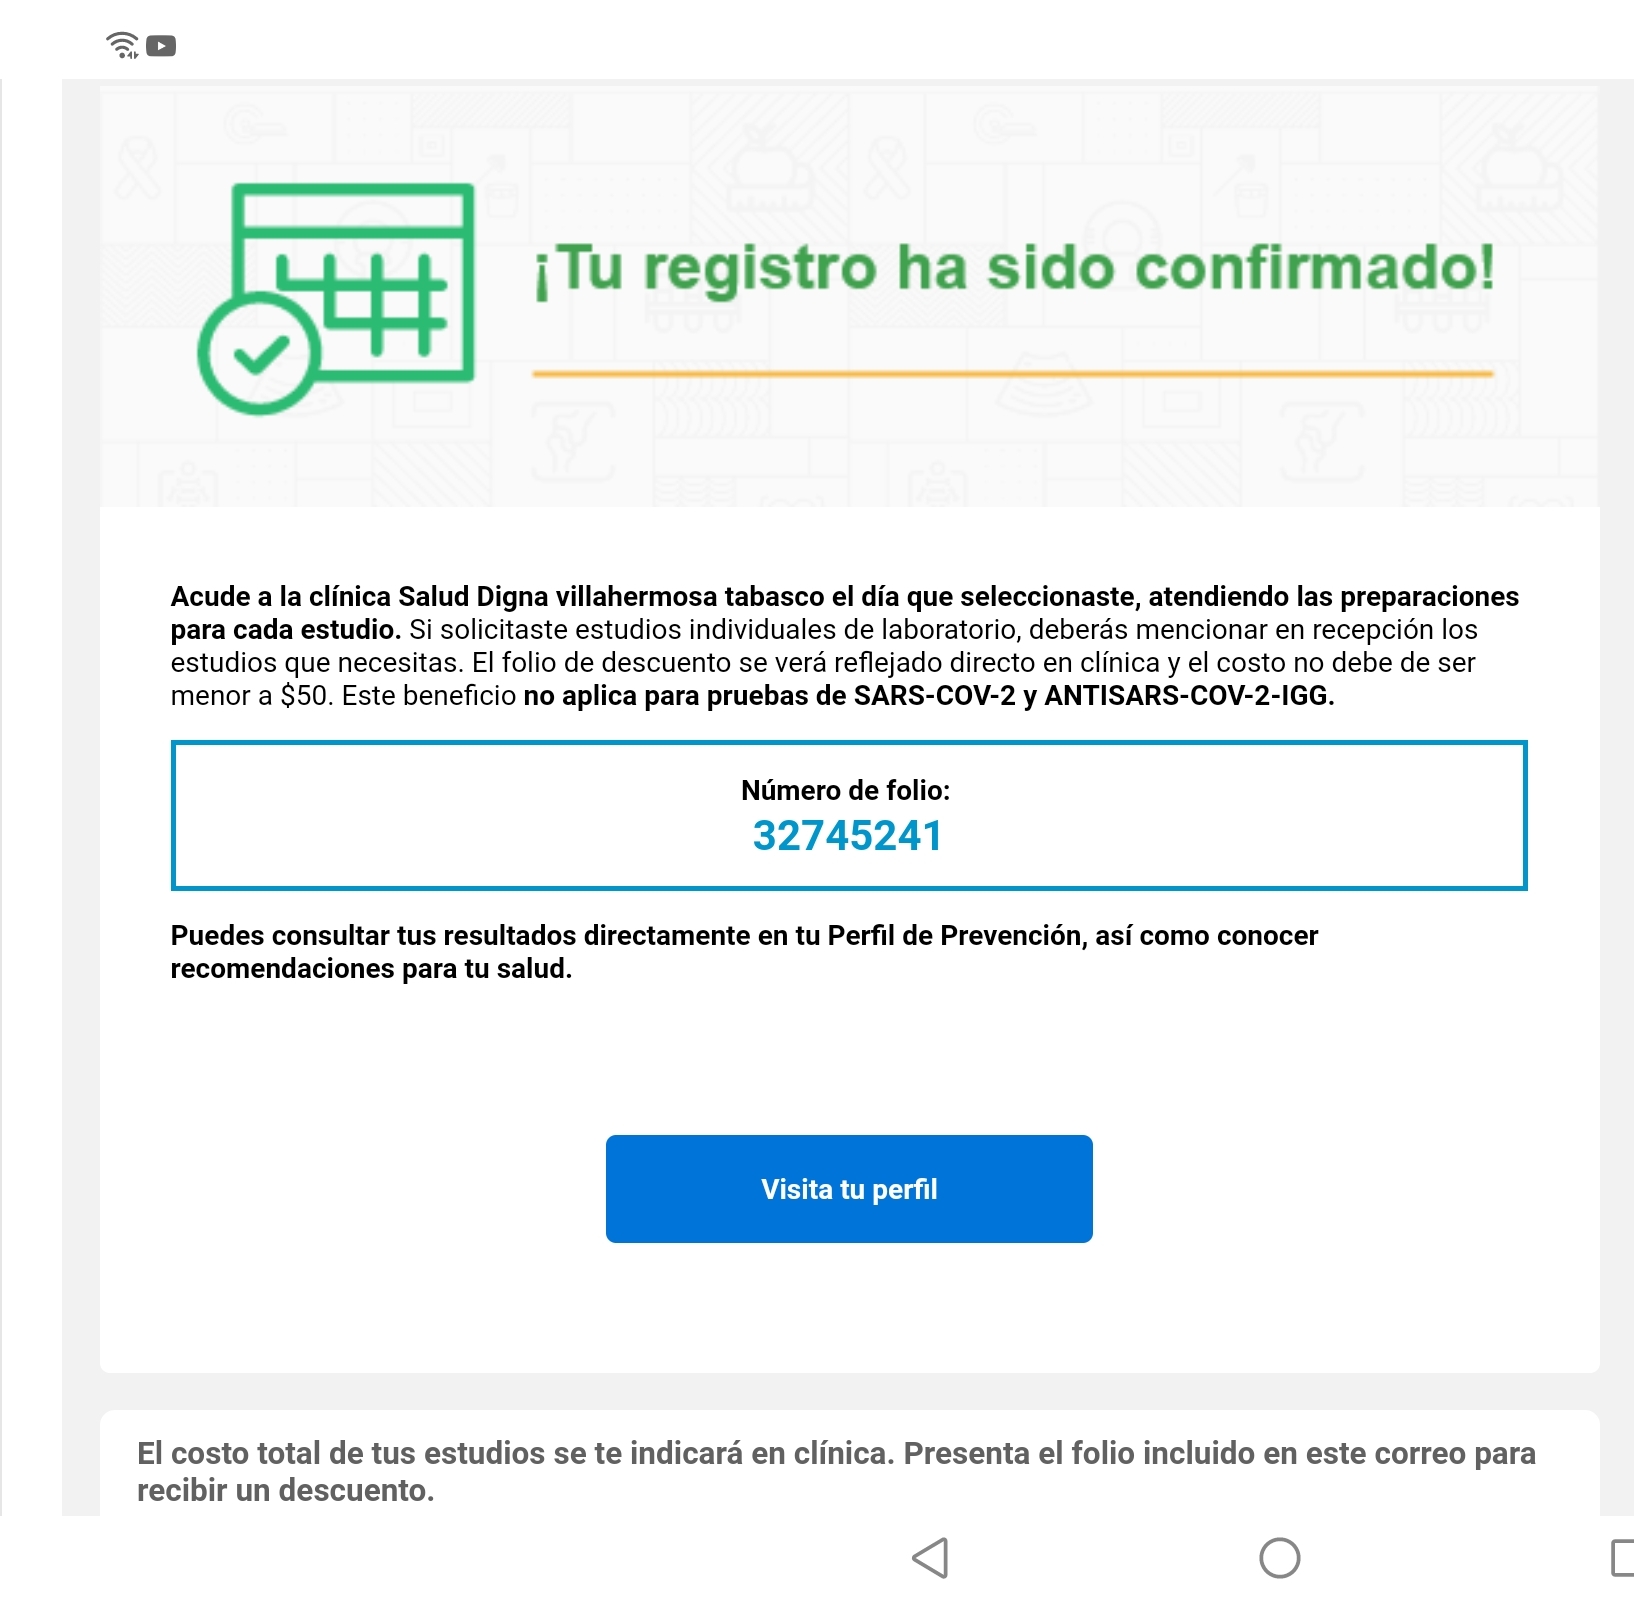 ¡Tu registro ha sido confirmado!
Acude a la clínica Salud Digna villahermosa tabasco el día que seleccionaste, atendiendo las preparaciones
para cada estudio. Si solicitaste estudios individuales de laboratorio, deberás mencionar en recepción los
estudios que necesitas. El folio de descuento se verá reflejado directo en clínica y el costo no debe de ser
menor a $50. Este beneficio no aplica para pruebas de SARS-COV-2 y ANTISARS-COV-2-IGG.
Número de folio:
32745241
Puedes consultar tus resultados directamente en tu Perfil de Prevención, así como conocer
recomendaciones para tu salud.
Visita tu perfil
El costo total de tus estudios se te indicará en clínica. Presenta el folio incluido en este correo para
recibir un descuento.